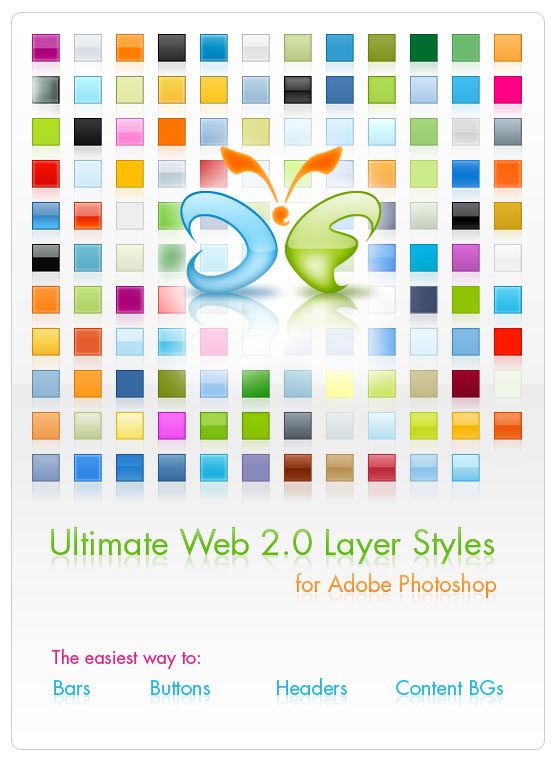 Ultimate Web 2.0 Layer Styles
for Adobe Photoshop
The easiest way to:
Bars Buttons Headers Content BGs